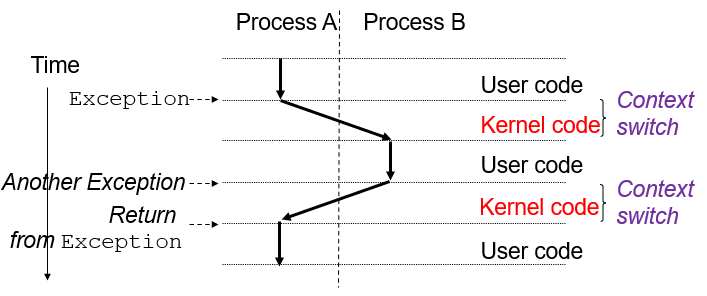 Process A Process B
Time
User code
Exception
Context
Kernel code
switch
User code
Another Exception
Context
Kernel code
switch
Return
from Exception
User code